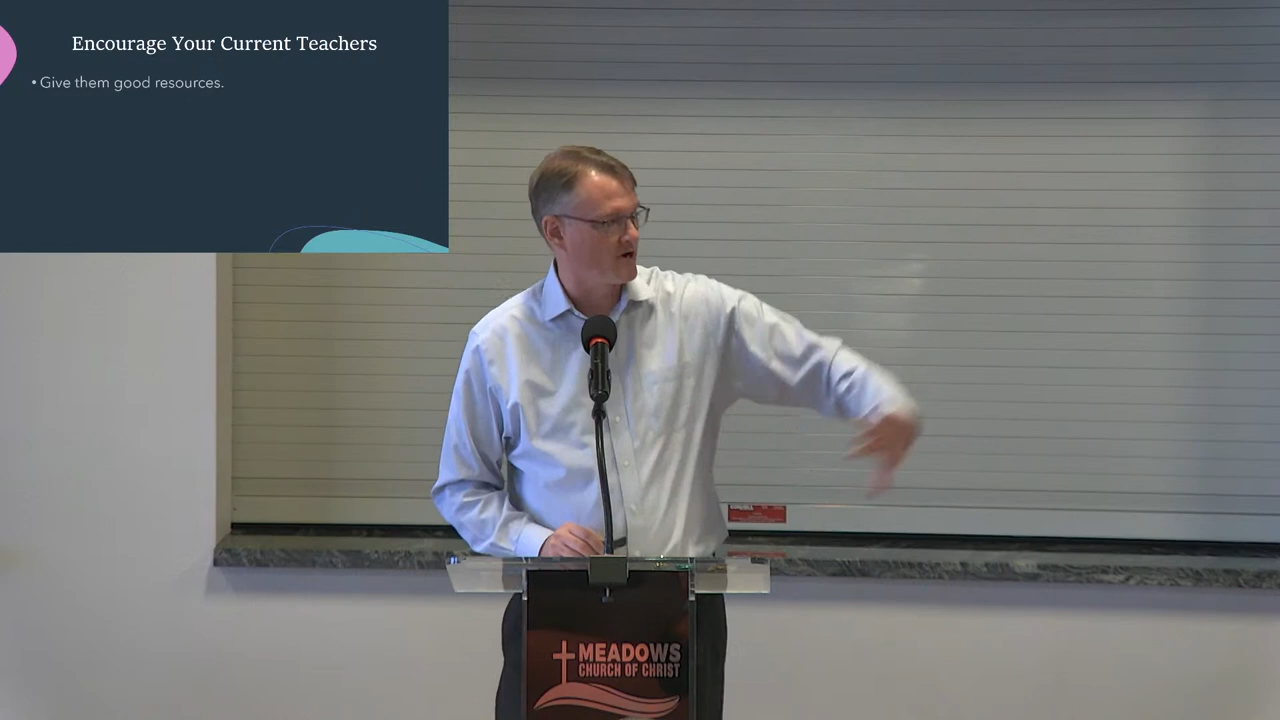 Encourage Your Current Teachers
• Give them good resources.
MEADOWS
CHURCH OF CHRIST